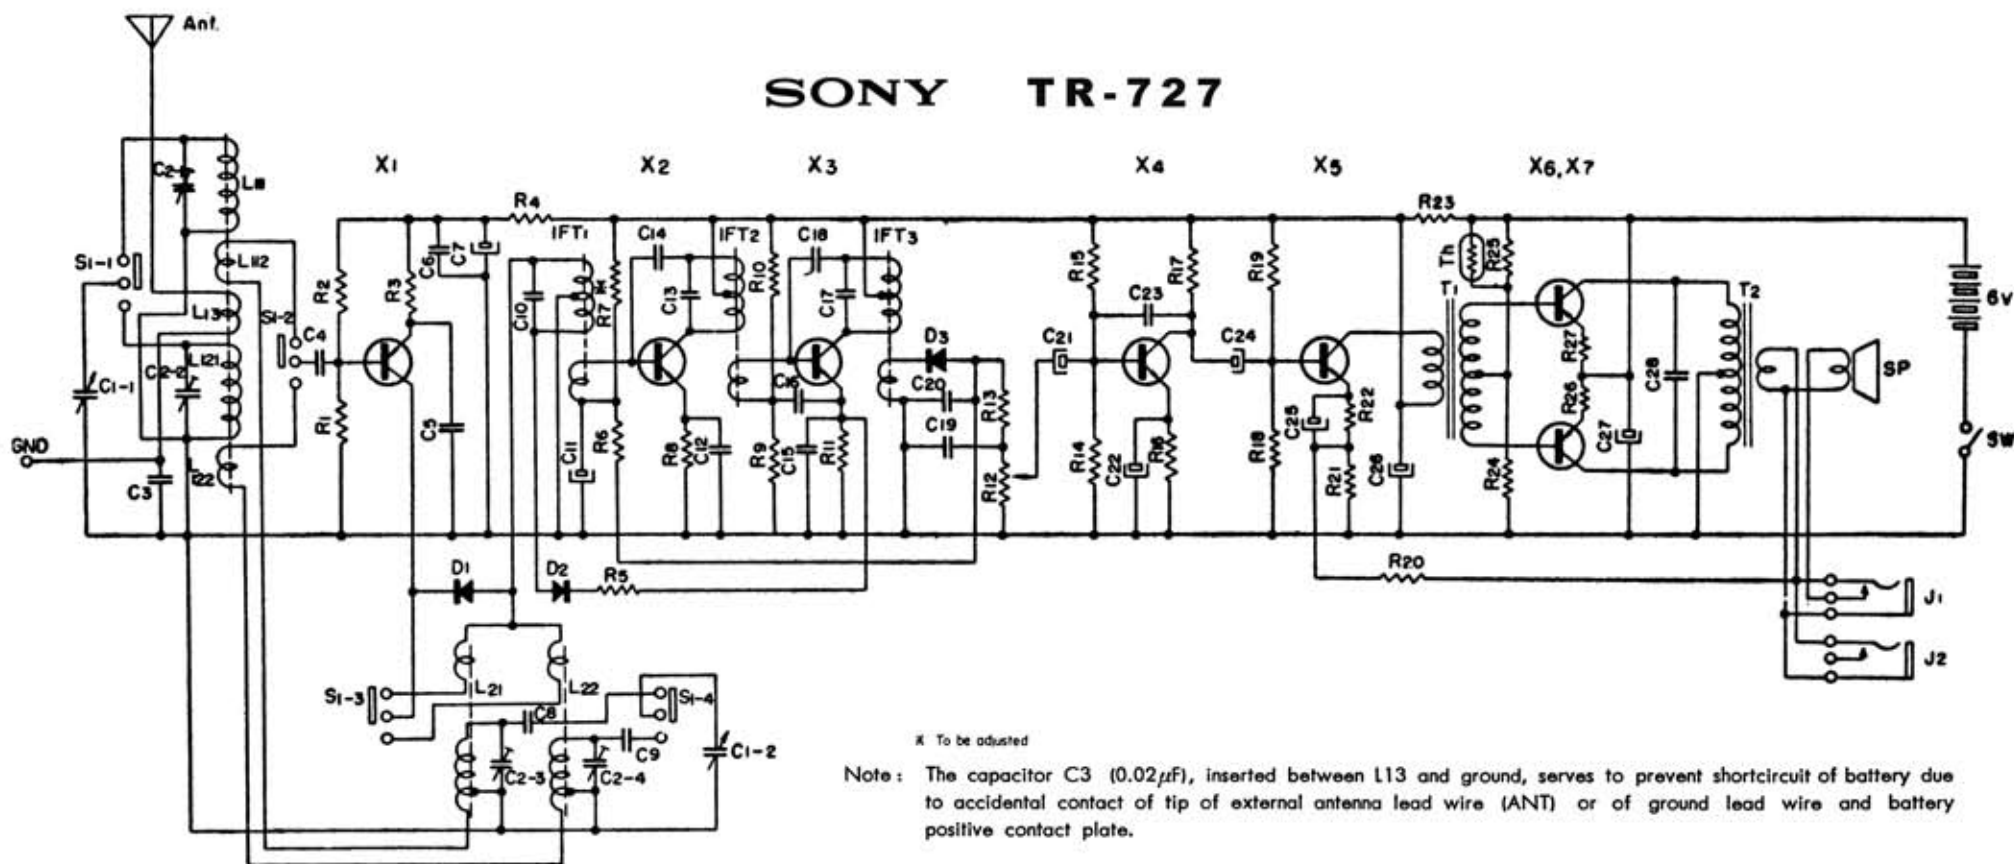 Ant.
SONY TR-727
X1
X2
X3
X4
X5
X6, X7
C2-1
L111
S1-1
L112
L13
S1-2
C4
L121
C2-2
C1-1
GND
C3
L122
R2
R3
R1
C5
C6
C7
R4
IFT1
C10
R7
※
C11
R6
C14
C13
IFT2
R8
C12
R10
C18
C17
IFT3
C16
R9
C15
R11
D3
C20
C19
R13
R12
C21
R15
R14
C23
R17
C22
R16
C24
R19
R18
C25
R22
R21
C26
R23
Th
R25
T1
R27
R26
R24
C27
C28
T2
SP
6V
SW
D1
D2
R5
R20
J1
J2
S1-3
L21
L22
C8
S1-4
C9
C2-3
C2-4
C1-2
※ To be adjusted
Note : The capacitor C3 (0.02μF), inserted between L13 and ground, serves to prevent shortcircuit of battery due
to accidental contact of tip of external antenna lead wire (ANT) or of ground lead wire and battery
positive contact plate.